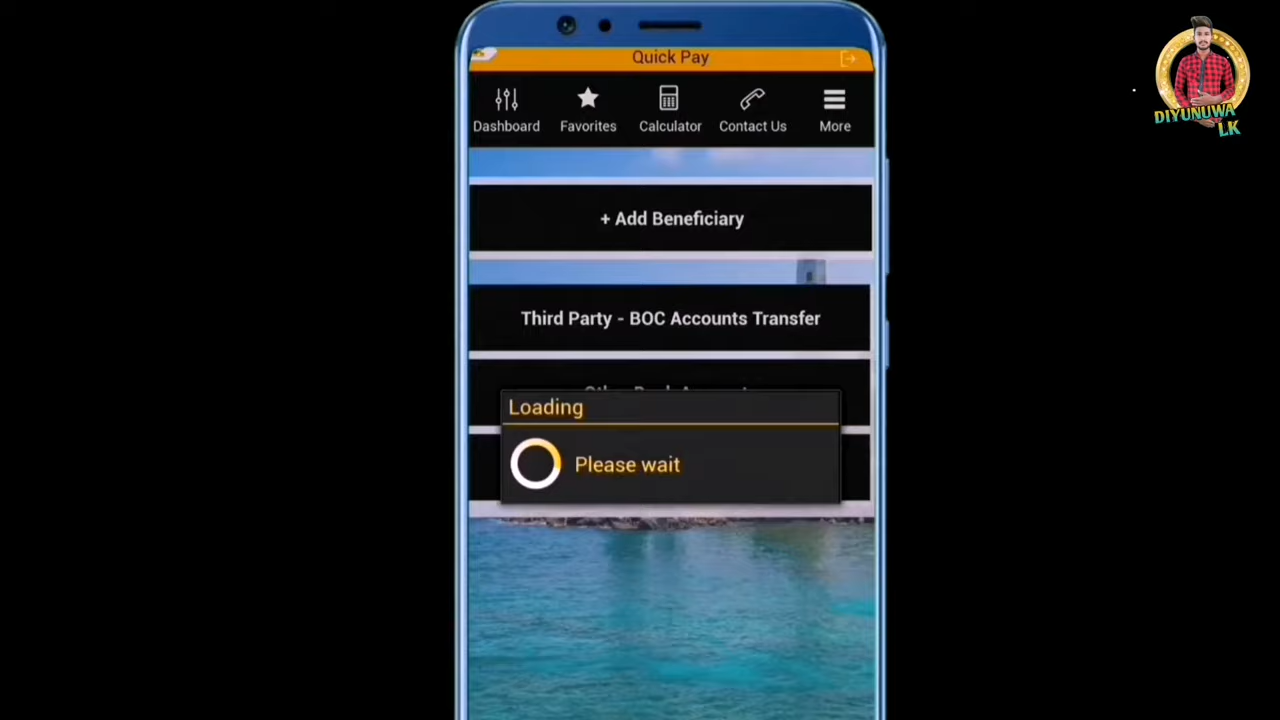 Quick Pay
Dashboard
Favorites
Calculator
Contact Us
More
+ Add Beneficiary
Third Party - BOC Accounts Transfer
Loading
Please wait
DIYUNUWA
LK